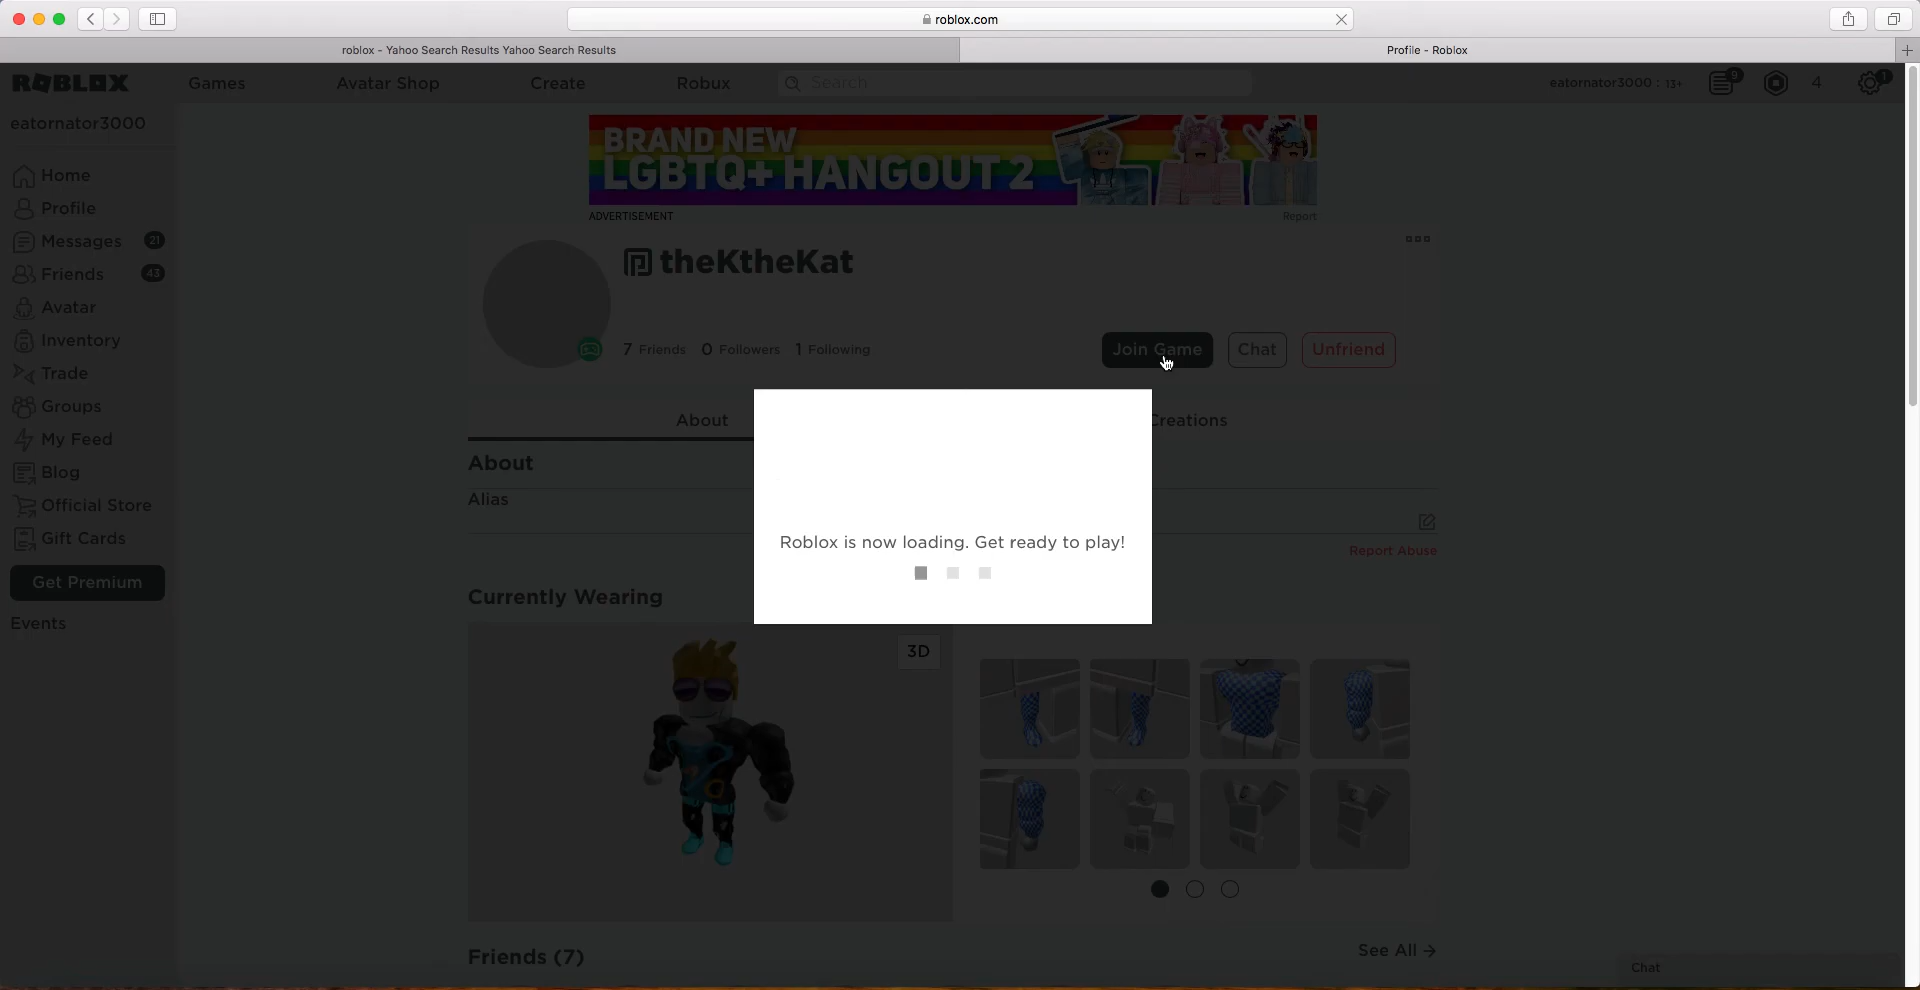 roblox.com
roblox - Yahoo Search Results Yahoo Search Results
Profile - Roblox
ROBLOX
Games
Avatar Shop
Create
Robux
Search
eatornator3000 : 13+
9
4
1
eatornator3000
Home
Profile
Messages 21
Friends 43
Avatar
Inventory
Trade
Groups
My Feed
Blog
Official Store
Gift Cards
Get Premium
Events
BRAND NEW
LGBTQ+ HANGOUT 2
ADVERTISEMENT
Report
theKtheKat
7 Friends 0 Followers 1 Following
Join Game
Chat
Unfriend
About
Creations
About
Alias
Report Abuse
Roblox is now loading. Get ready to play!
Currently Wearing
3D
Friends (7)
See All
Chat